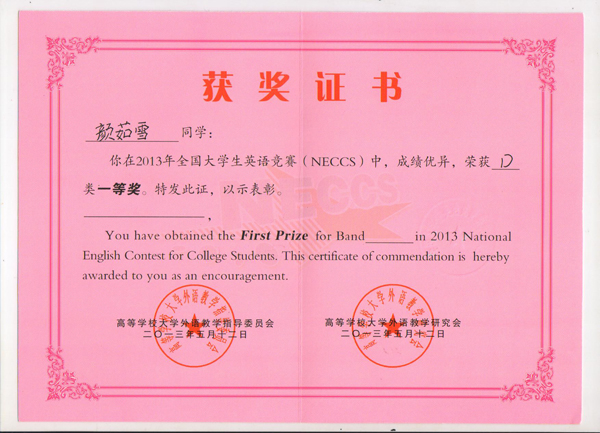 获奖证书
颜茹雪 同学：
你在2013年全国大学生英语竞赛（NECCS）中，成绩优异，荣获 D
类一等奖。特发此证，以示表彰。
，
You have obtained the First Prize for Band______in 2013 National
English Contest for College Students. This certificate of commendation is hereby
awarded to you as an encouragement.
高等学校大学外语教学指导委员会 高等学校大学外语教学研究会
二〇一三年五月十二日 二〇一三年五月十二日
NECCS